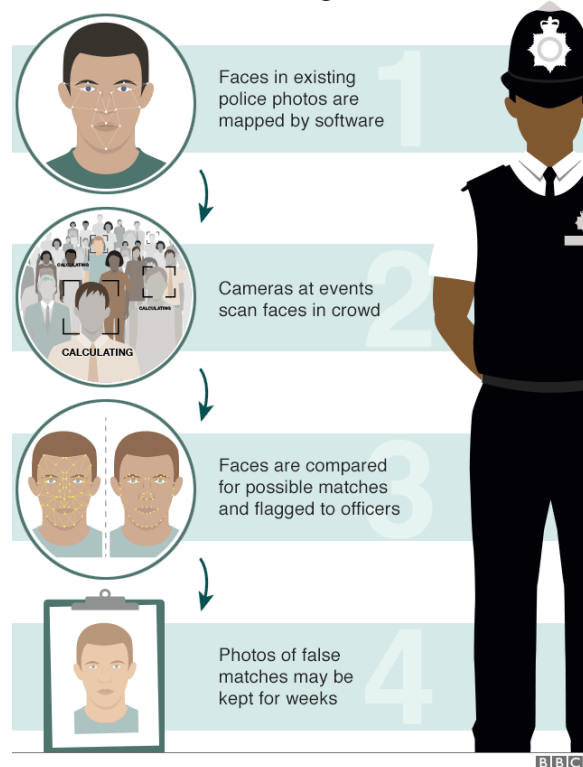 Faces in existing
police photos are
mapped by software
1
CALCULATING
CALCULATING
CALCULATING
Cameras at events
scan faces in crowd
2
Faces are compared
for possible matches
and flagged to officers
3
Photos of false
matches may be
kept for weeks
4
BBC